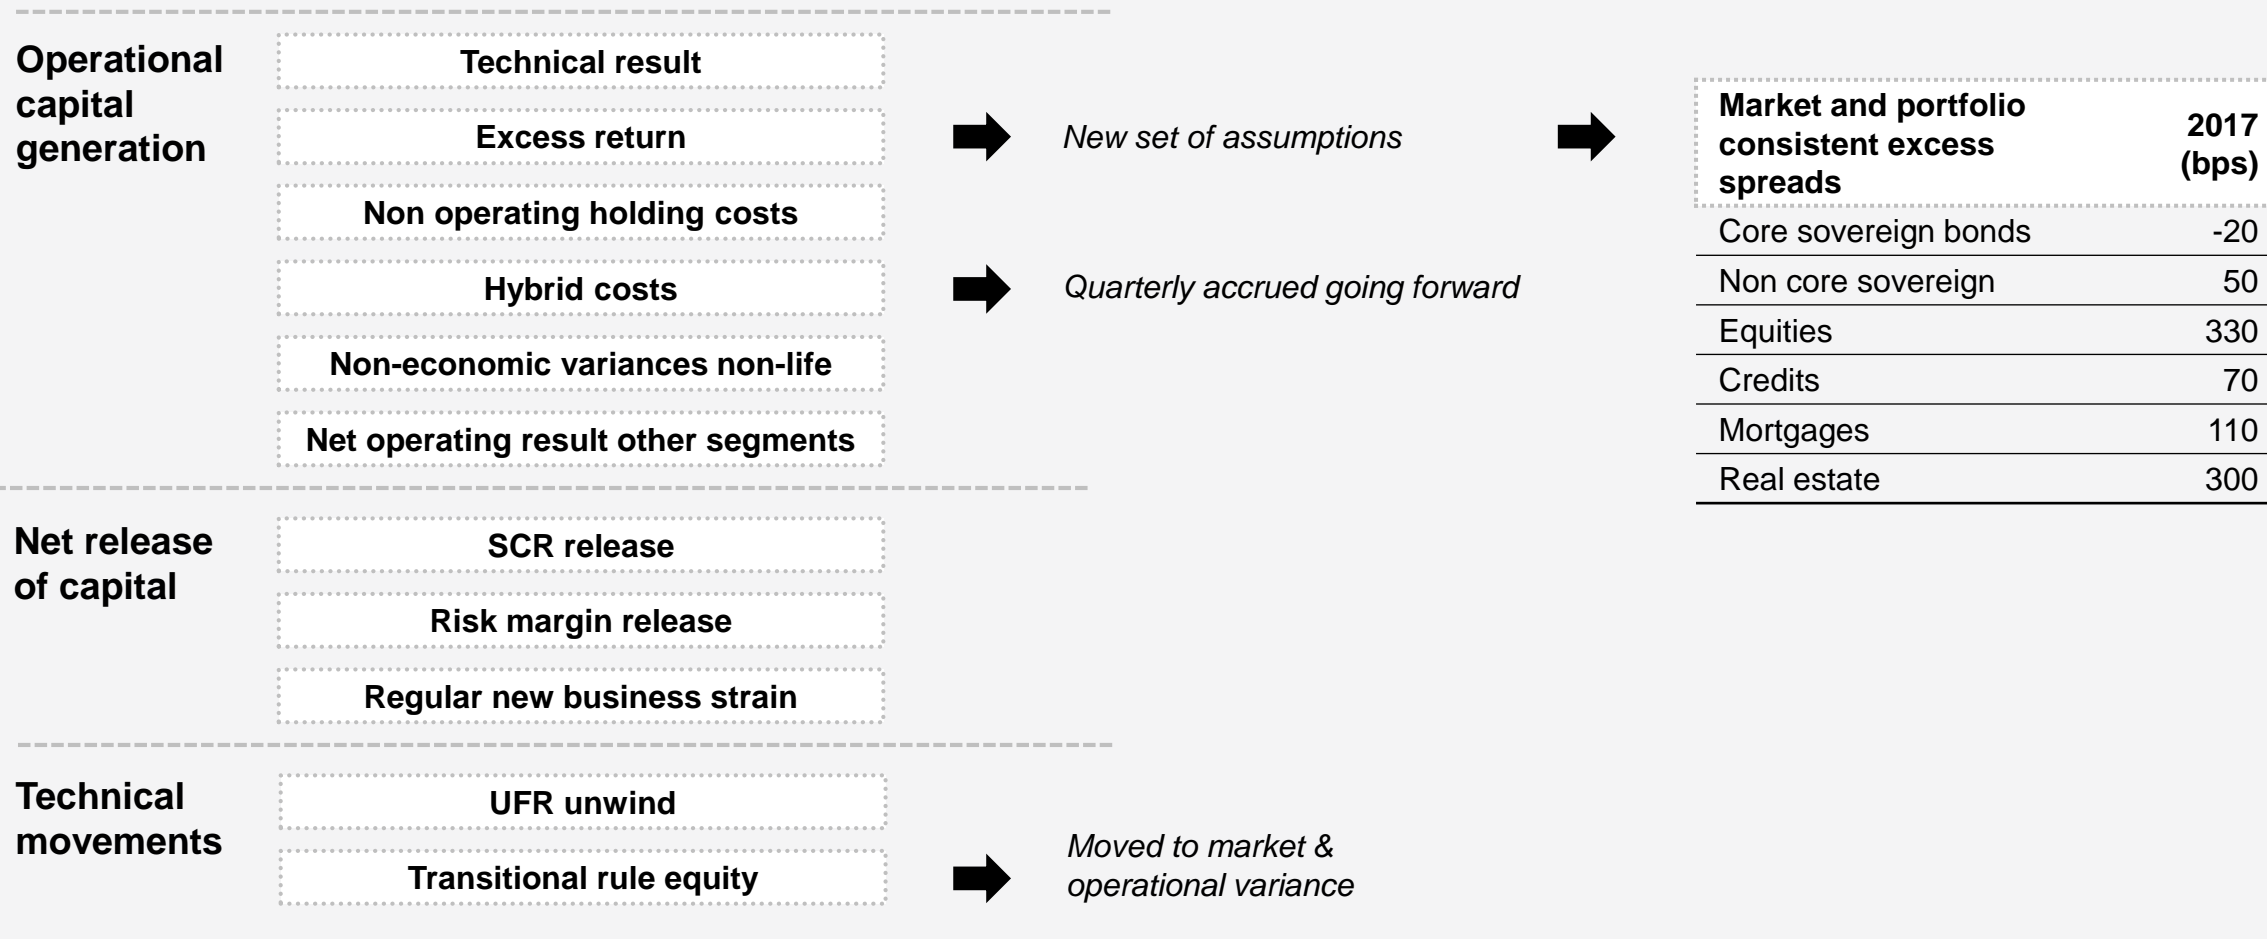 Operational
capital
generation
Technical result
Excess return
New set of assumptions
Non operating holding costs
Hybrid costs
Quarterly accrued going forward
Non-economic variances non-life
Net operating result other segments
Market and portfolio
consistent excess
spreads
2017
(bps)
Core sovereign bonds -20
Non core sovereign 50
Equities 330
Credits 70
Mortgages 110
Real estate 300
Net release
of capital
SCR release
Risk margin release
Regular new business strain
Technical
movements
UFR unwind
Transitional rule equity
Moved to market &
operational variance